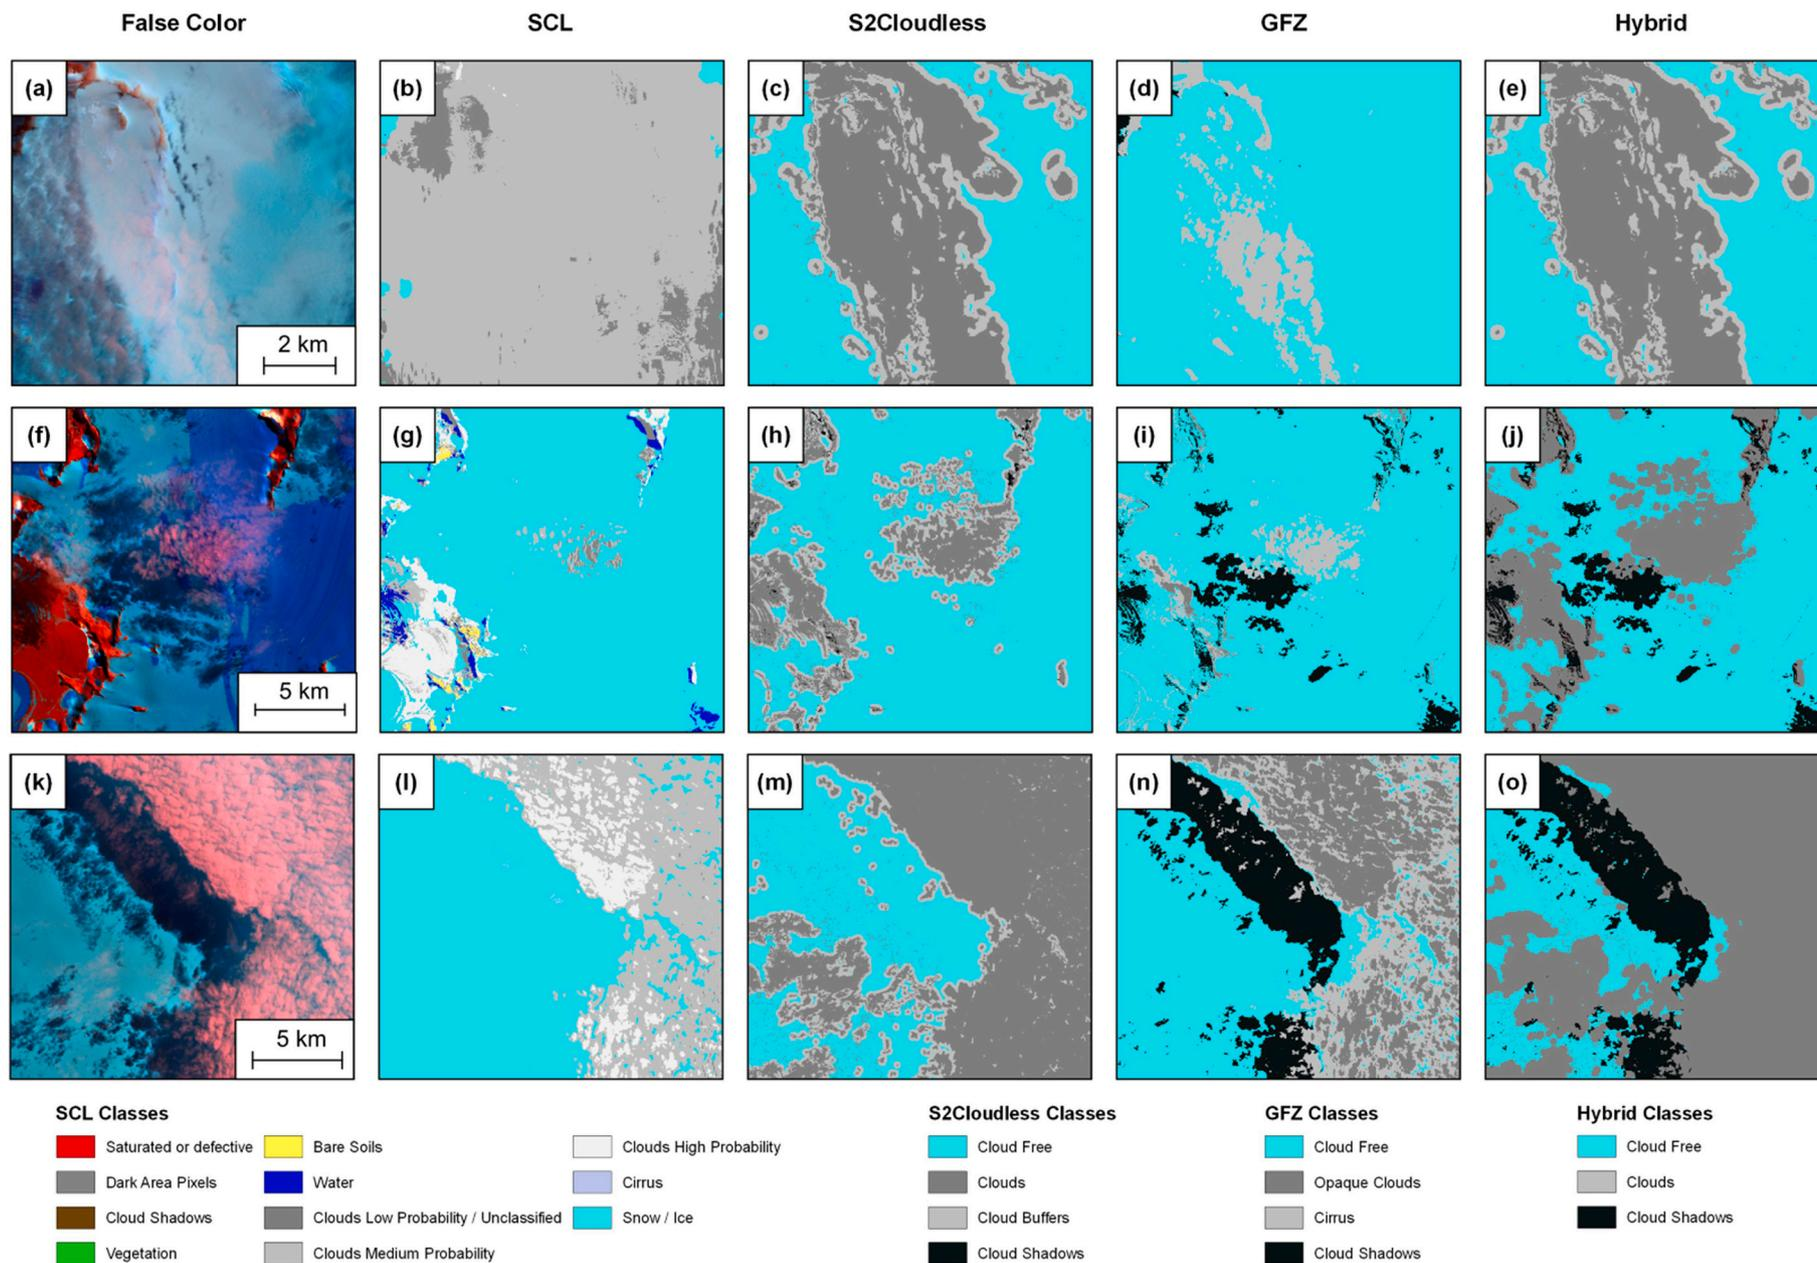 False Color SCL S2Cloudless GFZ Hybrid
(a) (b) (c) (d) (e)
2 km
(f) (g) (h) (i) (j)
5 km
(k) (l) (m) (n) (o)
5 km
SCL Classes
Saturated or defective
Dark Area Pixels
Cloud Shadows
Vegetation
Bare Soils
Water
Clouds Low Probability / Unclassified
Clouds Medium Probability
Clouds High Probability
Cirrus
Snow / Ice
S2Cloudless Classes
Cloud Free
Clouds
Cloud Buffers
Cloud Shadows
GFZ Classes
Cloud Free
Opaque Clouds
Cirrus
Cloud Shadows
Hybrid Classes
Cloud Free
Clouds
Cloud Shadows